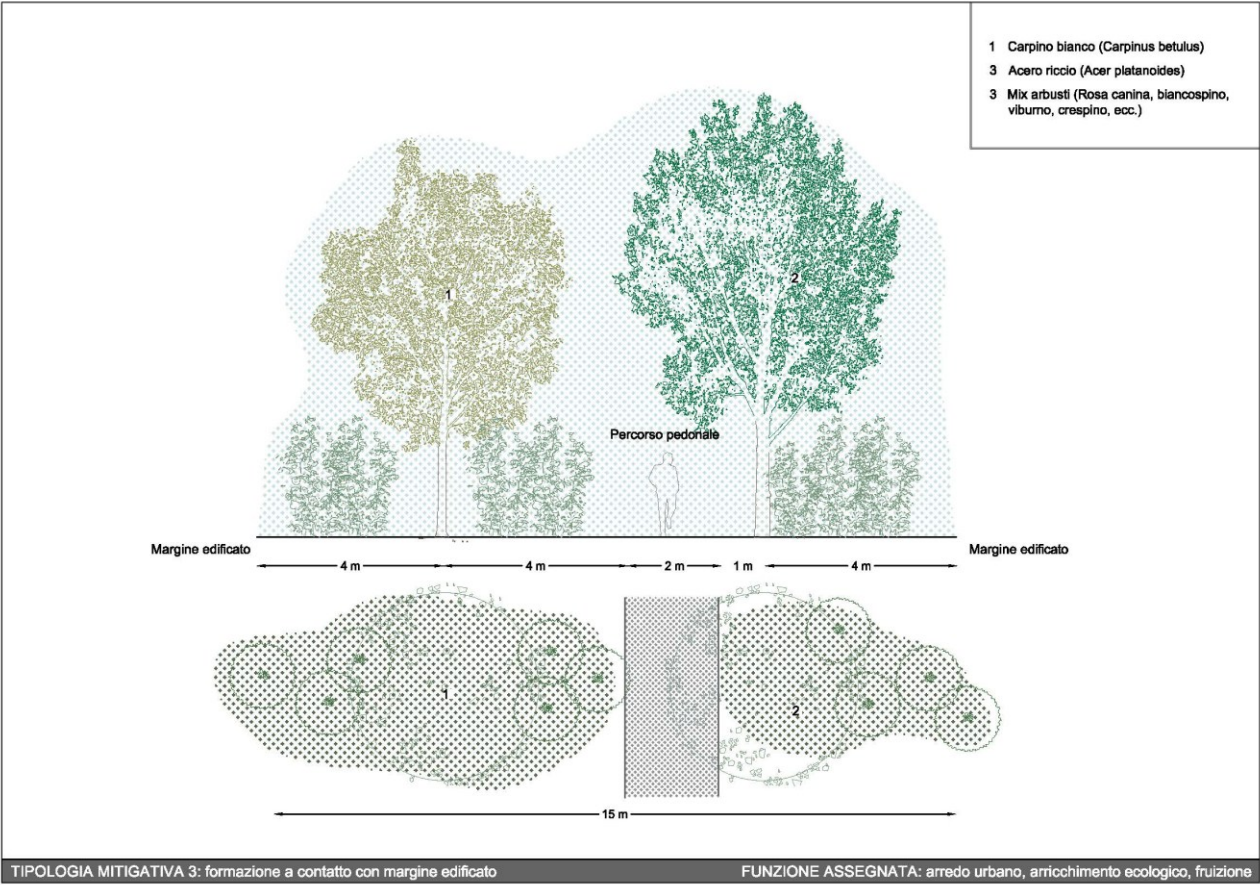 1 Carpino bianco (Carpinus betulus)
3 Acero riccio (Acer platanoides)
3 Mix arbusti (Rosa canina, biancospino,
viburno, crespino, ecc.)
1
2
Percorso pedonale
Margine edificato
Margine edificato
4 m
4 m
2 m
1 m
4 m
1
2
15 m
TIPOLOGIA MITIGATIVA 3: formazione a contatto con margine edificato
FUNZIONE ASSEGNATA: arredo urbano, arricchimento ecologico, fruizione